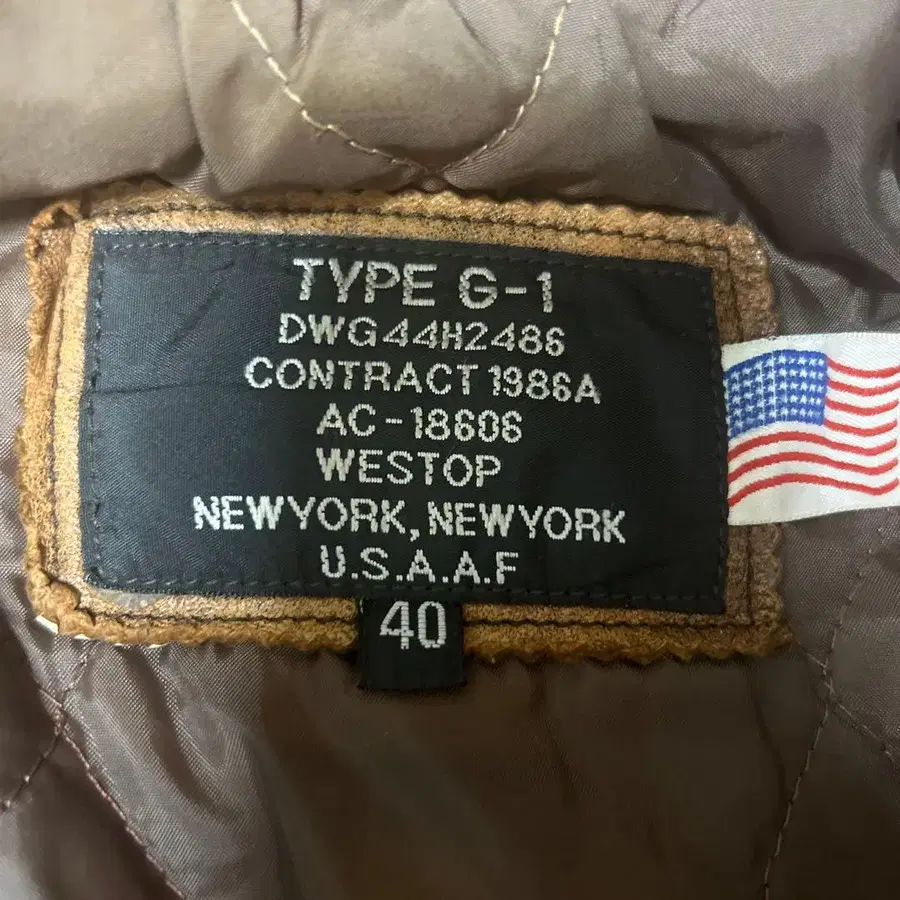 TYPE G-1
DWG44H2486
CONTRACT 1986A
AC-18606
WESTOP
NEWYORK, NEWYORK
U.S.A.A.F
40